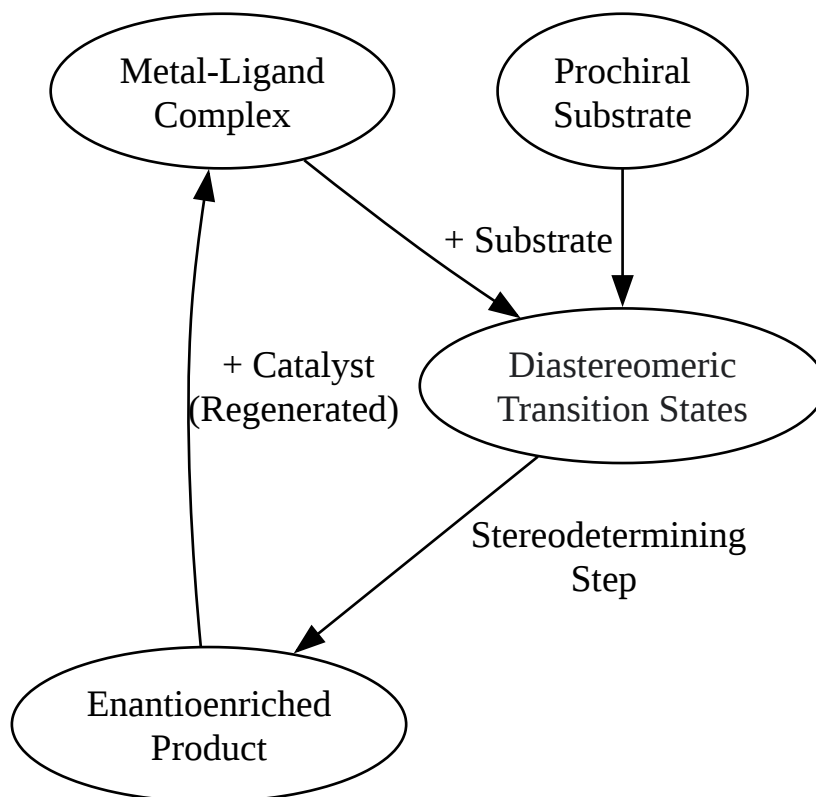 Metal-Ligand
Complex
Prochiral
Substrate
+ Substrate
+ Catalyst
(Regenerated)
Diastereomeric
Transition States
Stereodetermining
Step
Enantioenriched
Product